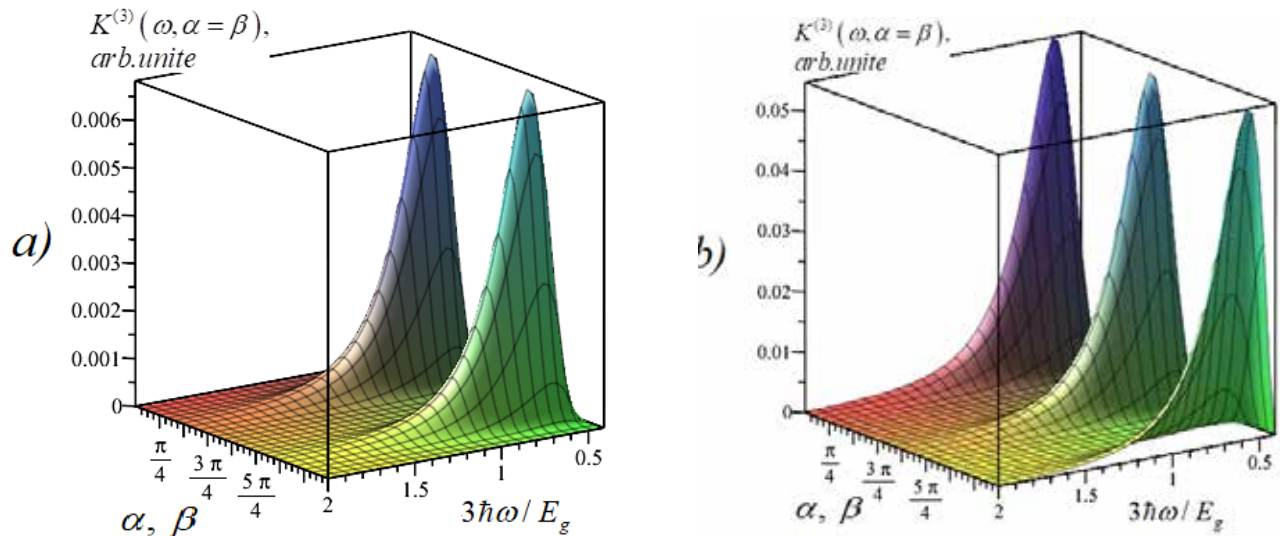 K^(3)(ω, α = β),
arb.unite
0.006
0.005
0.004
0.003
0.002
0.001
0
a)
π/4
3π/4
5π/4
α, β
2
1.5
1
0.5
3ħω/E_g
K^(3)(ω, α = β),
arb.unite
0.05
0.04
0.03
0.02
0.01
0
b)
π/4
3π/4
5π/4
α, β
2
1.5
1
0.5
3ħω/E_g